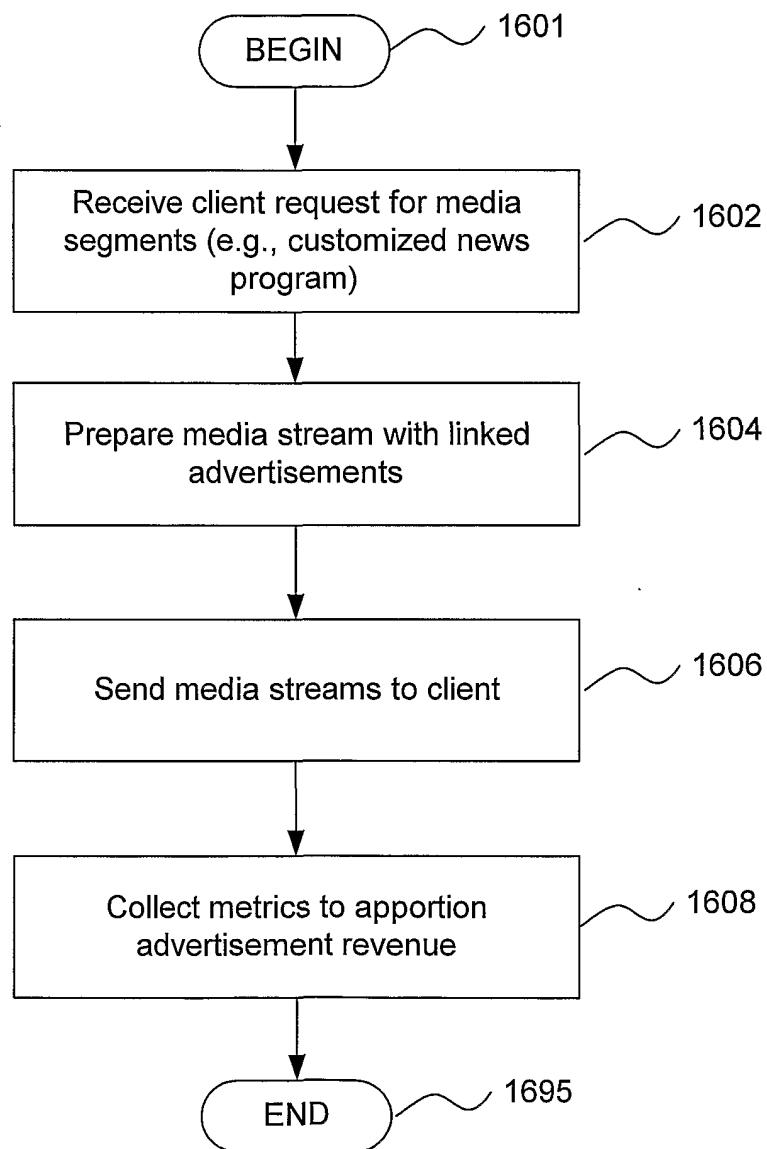 BEGIN
1601
Receive client request for media
segments (e.g., customized news
program)
1602
Prepare media stream with linked
advertisements
1604
Send media streams to client
1606
Collect metrics to apportion
advertisement revenue
1608
END
1695